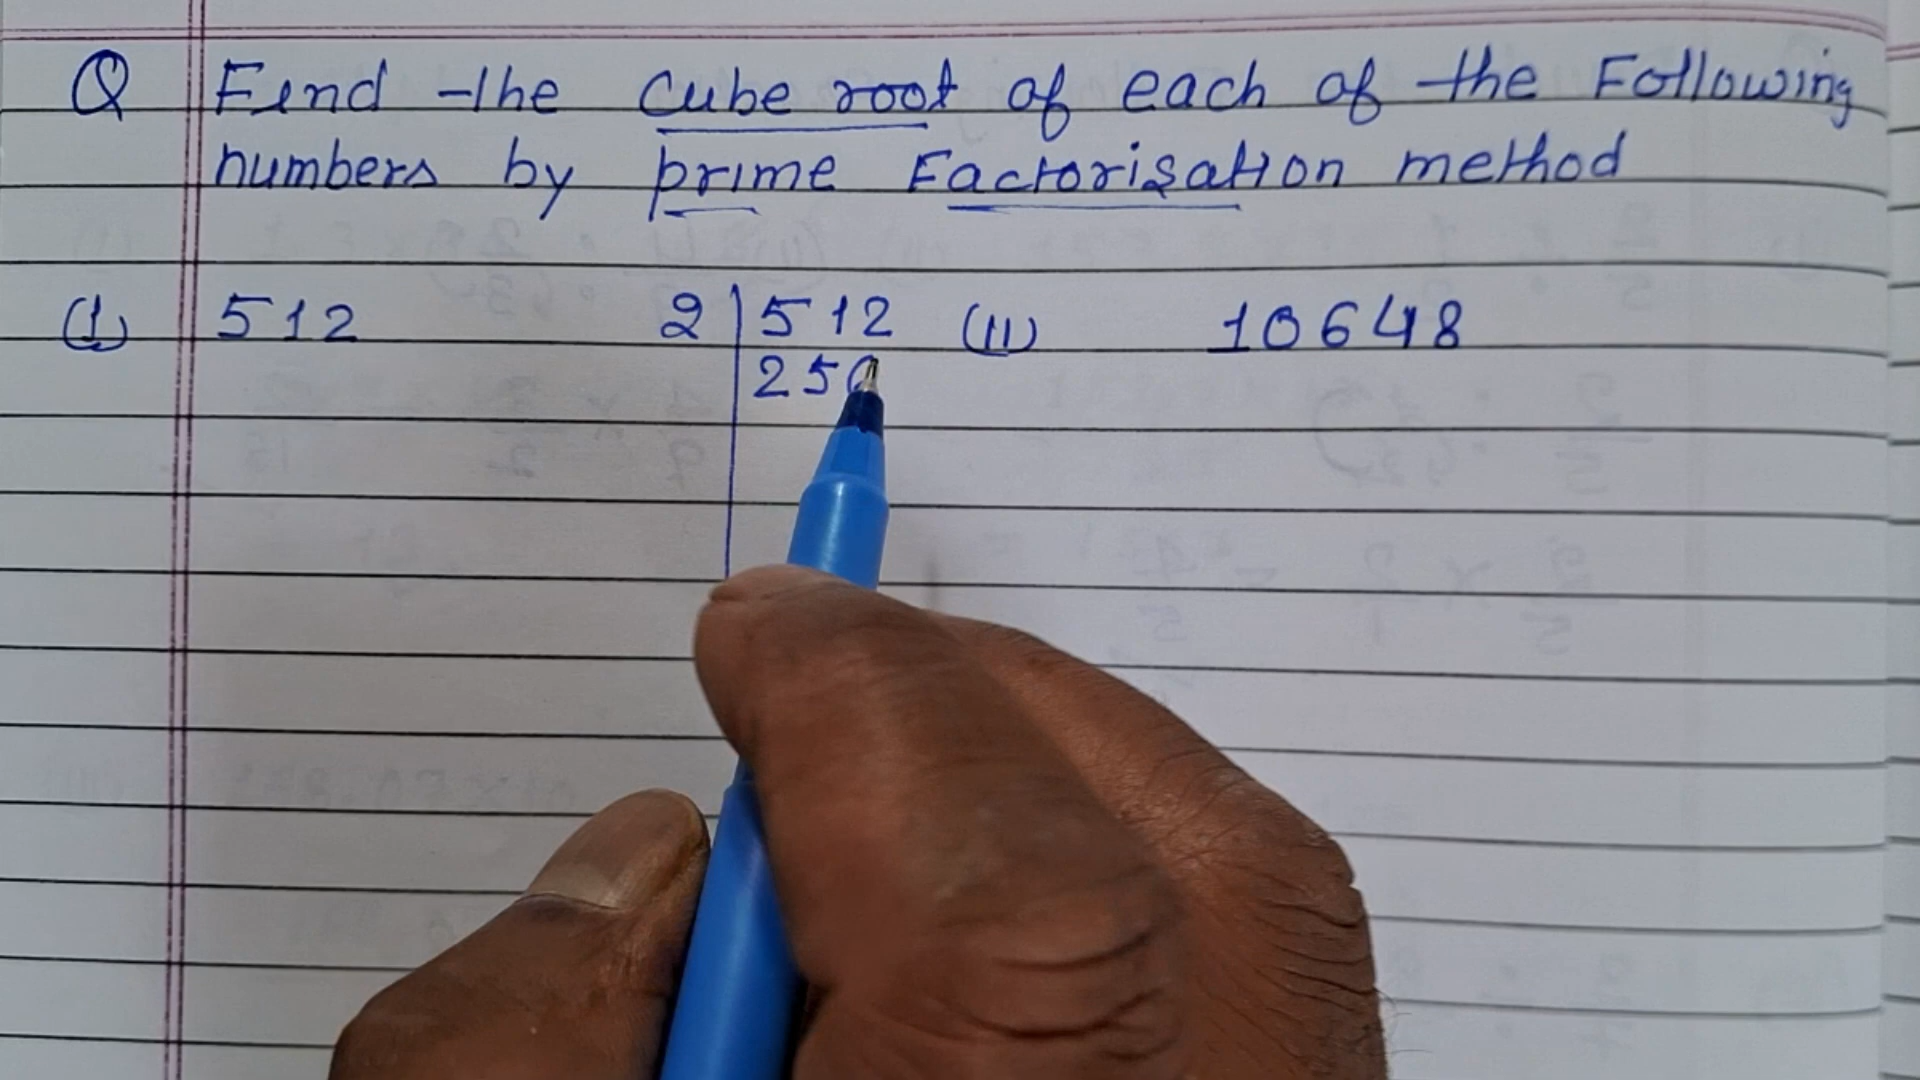 Q Find the Cube root of each of the Following
numbers by prime Factorisation method
(I) 512 2 | 512 (II) 10648
25